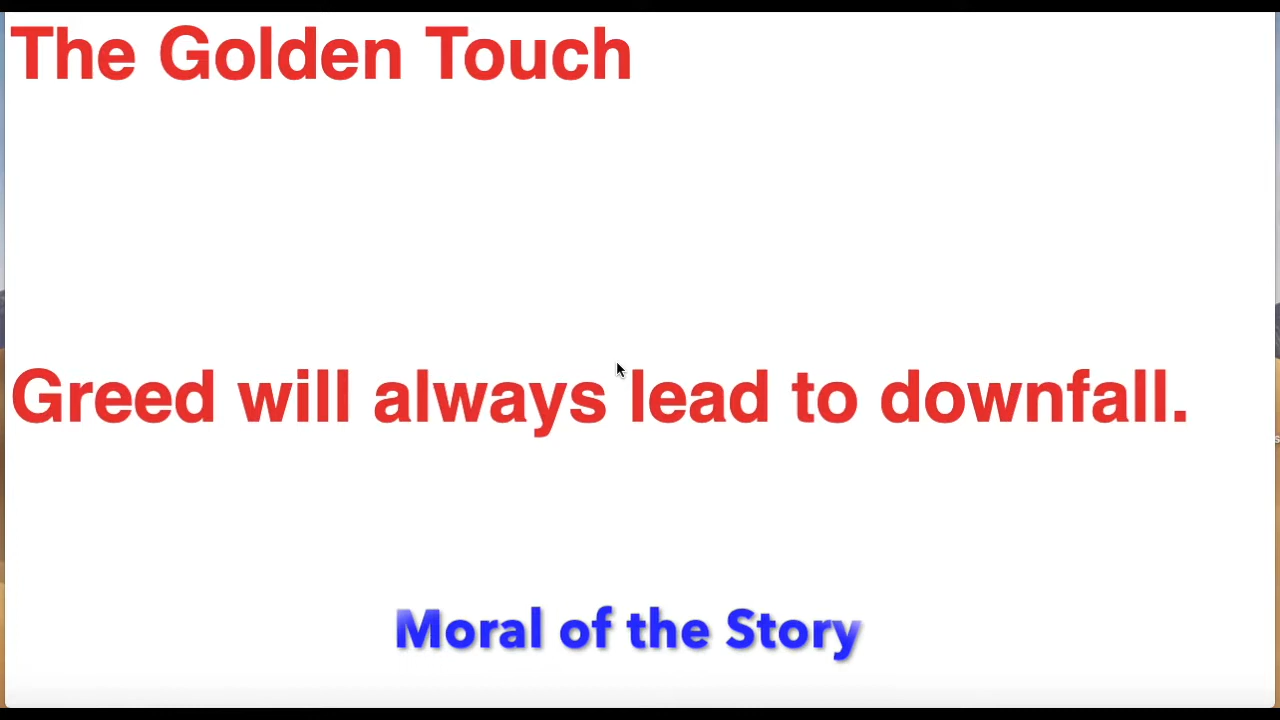 The Golden Touch
Greed will always lead to downfall.
Moral of the Story